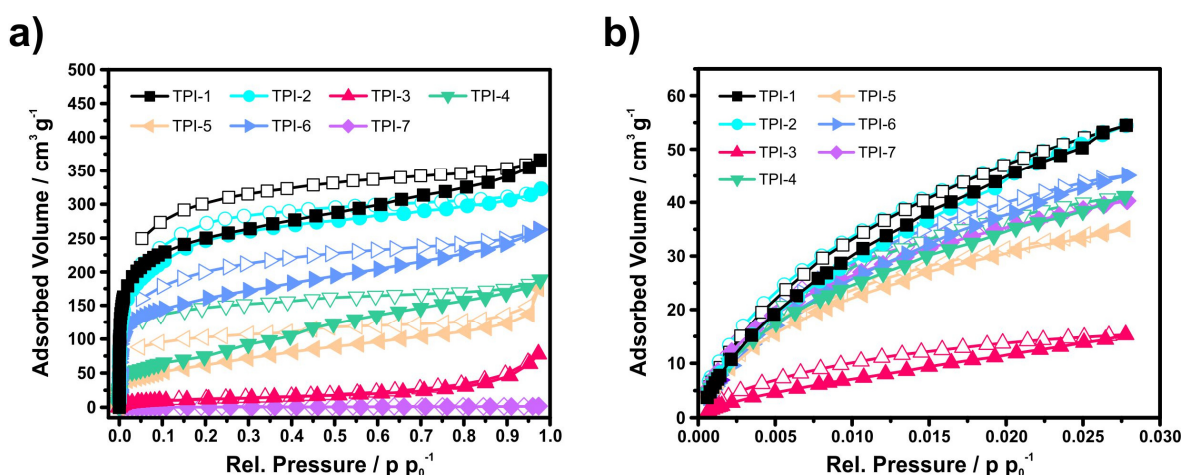 a)
Adsorbed Volume / cm³ g⁻¹
500
450
400
350
300
250
200
150
100
50
0
TPI-1 TPI-2 TPI-3 TPI-4
TPI-5 TPI-6 TPI-7
0.0 0.1 0.2 0.3 0.4 0.5 0.6 0.7 0.8 0.9 1.0
Rel. Pressure / p p₀⁻¹
b)
Adsorbed Volume / cm³ g⁻¹
60
50
40
30
20
10
0
TPI-1 TPI-5
TPI-2 TPI-6
TPI-3 TPI-7
TPI-4
0.000 0.005 0.010 0.015 0.020 0.025 0.030
Rel. Pressure / p p₀⁻¹